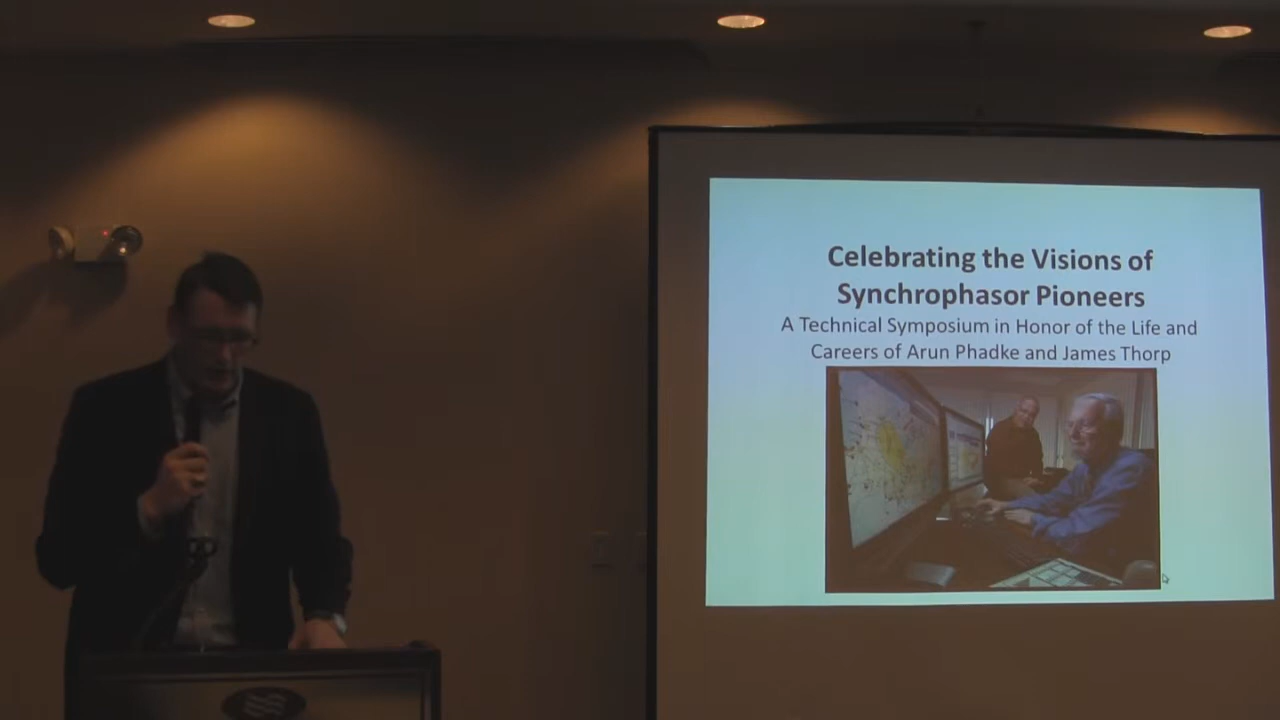 Celebrating the Visions of
Synchrophasor Pioneers
A Technical Symposium in Honor of the Life and
Careers of Arun Phadke and James Thorp